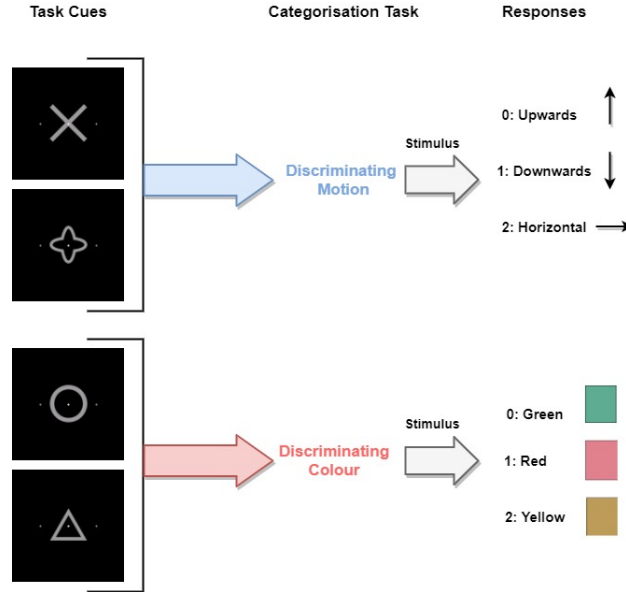 Task Cues
Categorisation Task
Responses
Stimulus
Discriminating
Motion
0: Upwards
1: Downwards
2: Horizontal
Stimulus
Discriminating
Colour
0: Green
1: Red
2: Yellow